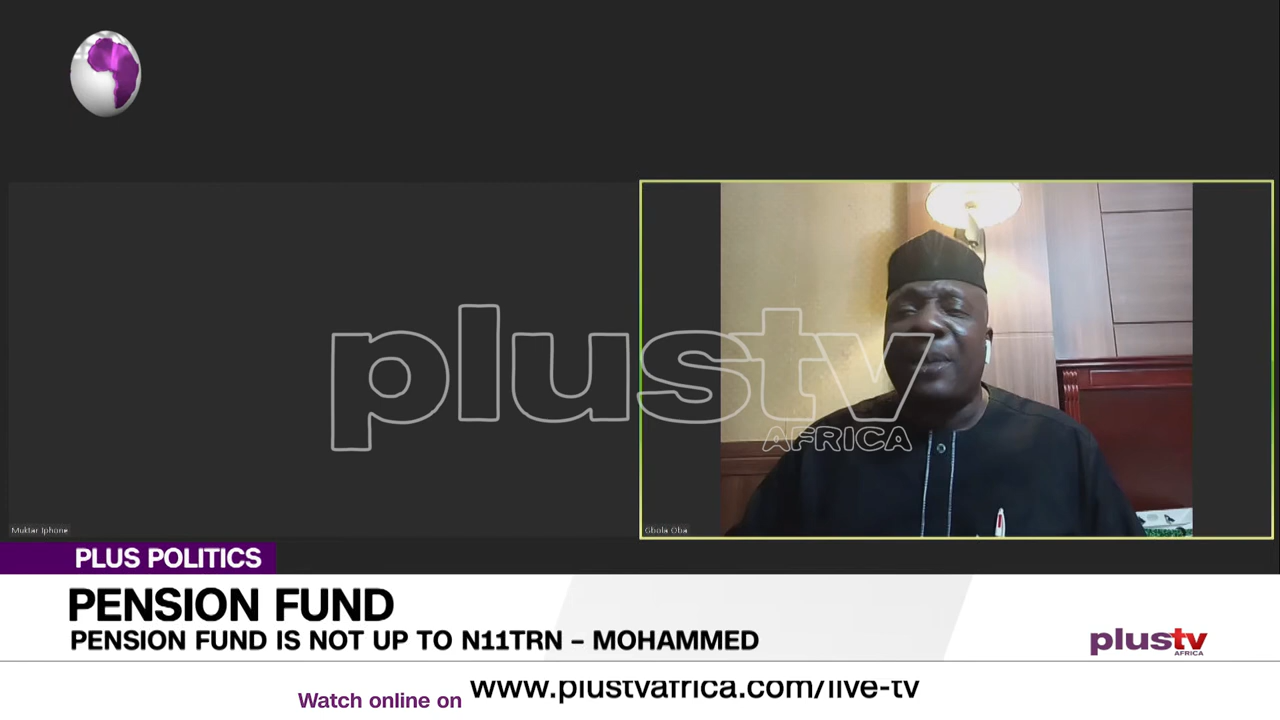 plustv
AFRICA
Muktar Iphone
Gbola Oba
PLUS POLITICS
PENSION FUND
PENSION FUND IS NOT UP TO N11TRN – MOHAMMED
plustv
AFRICA
Watch online on www.plustvafrica.com/live-tv